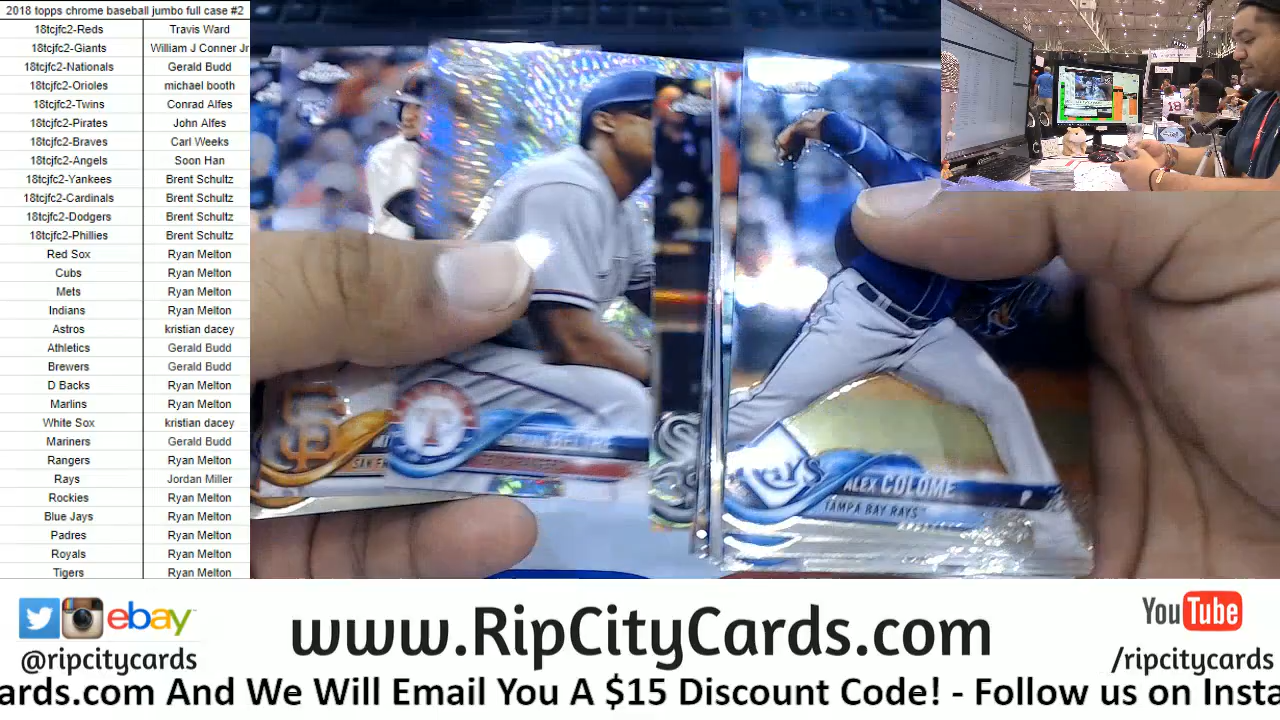 2018 topps chrome baseball jumbo full case #2
18tcjfc2-Reds Travis Ward
18tcjfc2-Giants William J Conner Jr
18tcjfc2-Nationals Gerald Budd
18tcjfc2-Orioles michael booth
18tcjfc2-Twins Conrad Alfes
18tcjfc2-Pirates John Alfes
18tcjfc2-Braves Carl Weeks
18tcjfc2-Angels Soon Han
18tcjfc2-Yankees Brent Schultz
18tcjfc2-Cardinals Brent Schultz
18tcjfc2-Dodgers Brent Schultz
18tcjfc2-Phillies Brent Schultz
Red Sox Ryan Melton
Cubs Ryan Melton
Mets Ryan Melton
Indians Ryan Melton
Astros kristian dacey
Athletics Gerald Budd
Brewers Gerald Budd
D Backs Ryan Melton
Marlins Ryan Melton
White Sox kristian dacey
Mariners Gerald Budd
Rangers Ryan Melton
Rays Jordan Miller
Rockies Ryan Melton
Blue Jays Ryan Melton
Padres Ryan Melton
Royals Ryan Melton
Tigers Ryan Melton
SF
T
Rays
ALEX COLOME P
TAMPA BAY RAYS
18
ebay
@ripcitycards
www.RipCityCards.com
YouTube
/ripcitycards
ards.com And We Will Email You A $15 Discount Code! - Follow us on Insta